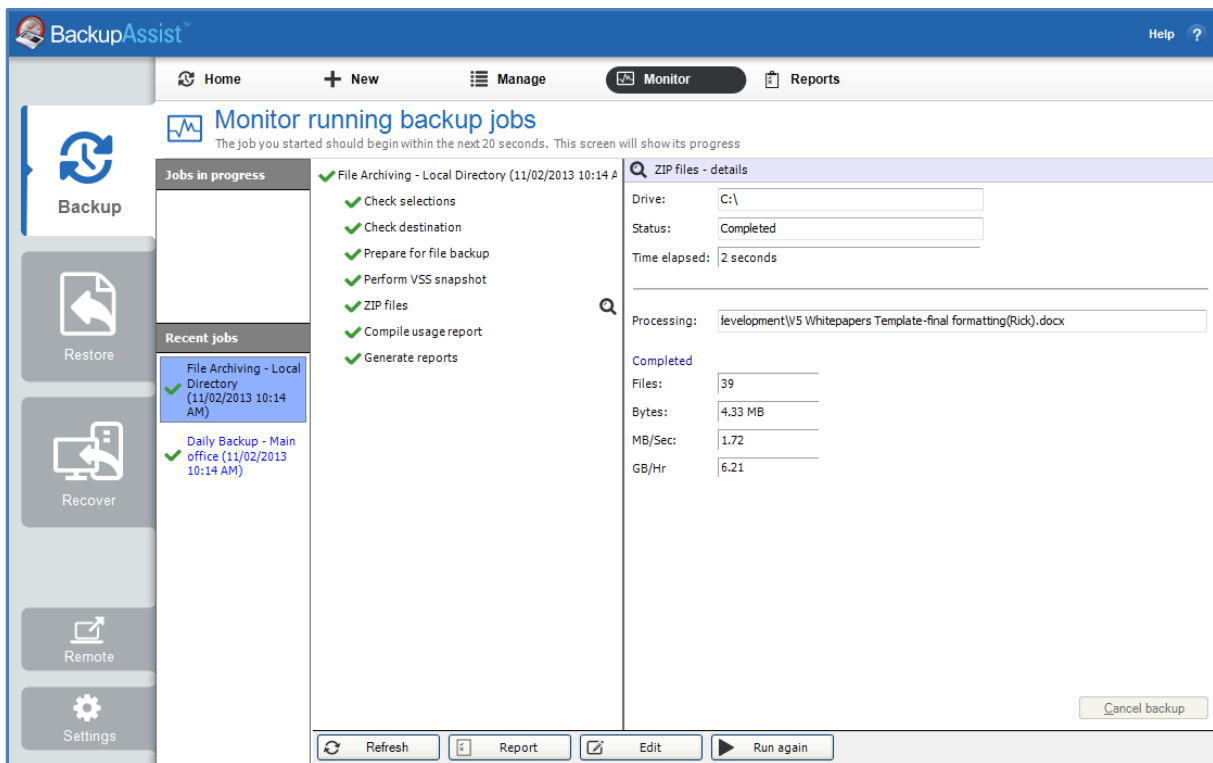 BackupAssist™
Help ?
Home
New
Manage
Monitor
Reports
Monitor running backup jobs
The job you started should begin within the next 20 seconds. This screen will show its progress
Backup
Restore
Recover
Remote
Settings
Jobs in progress
Recent jobs
File Archiving - Local
Directory
(11/02/2013 10:14
AM)
Daily Backup - Main
office (11/02/2013
10:14 AM)
File Archiving - Local Directory (11/02/2013 10:14 A
Check selections
Check destination
Prepare for file backup
Perform VSS snapshot
ZIP files
Compile usage report
Generate reports
ZIP files - details
Drive: C:\
Status: Completed
Time elapsed: 2 seconds
Processing: development\V5 Whitepapers Template-final formatting(Rick).docx
Completed
Files: 39
Bytes: 4.33 MB
MB/Sec: 1.72
GB/Hr 6.21
Cancel backup
Refresh
Report
Edit
Run again